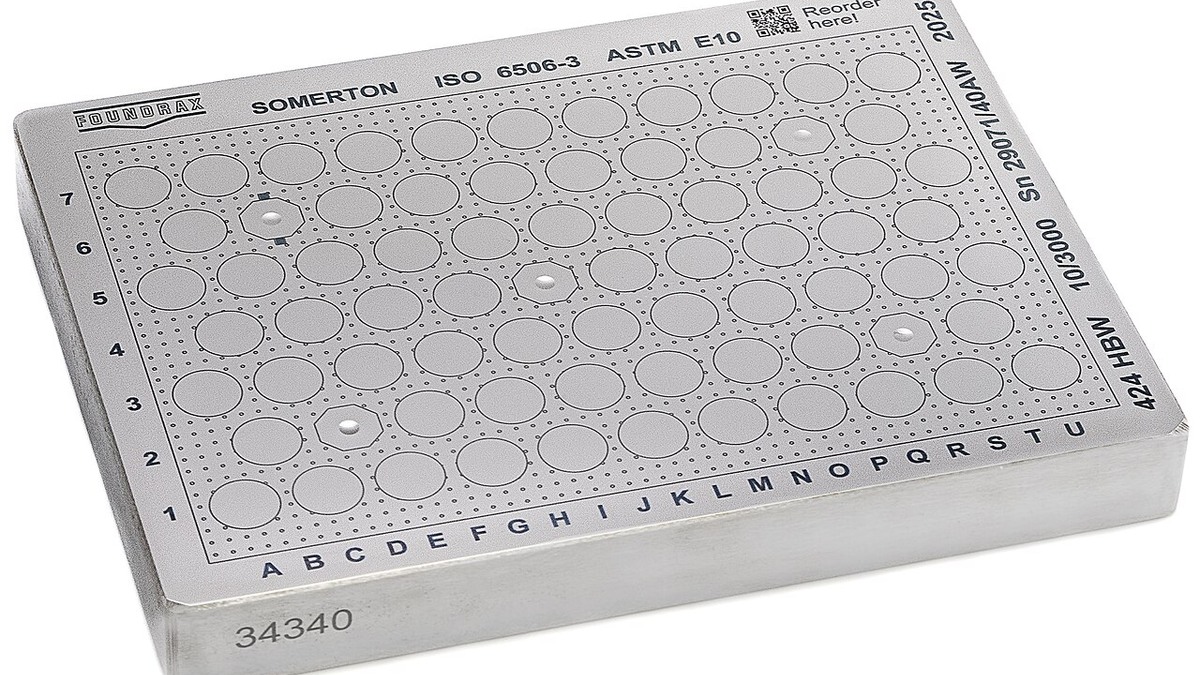 FOUNDRAX
SOMERTON ISO 6506-3 ASTM E10
Reorder
here!
424 HBW 10/3000 Sn 29071/40AW 2025
7
6
5
4
3
2
1
A B C D E F G H I J K L M N O P Q R S T U
34340